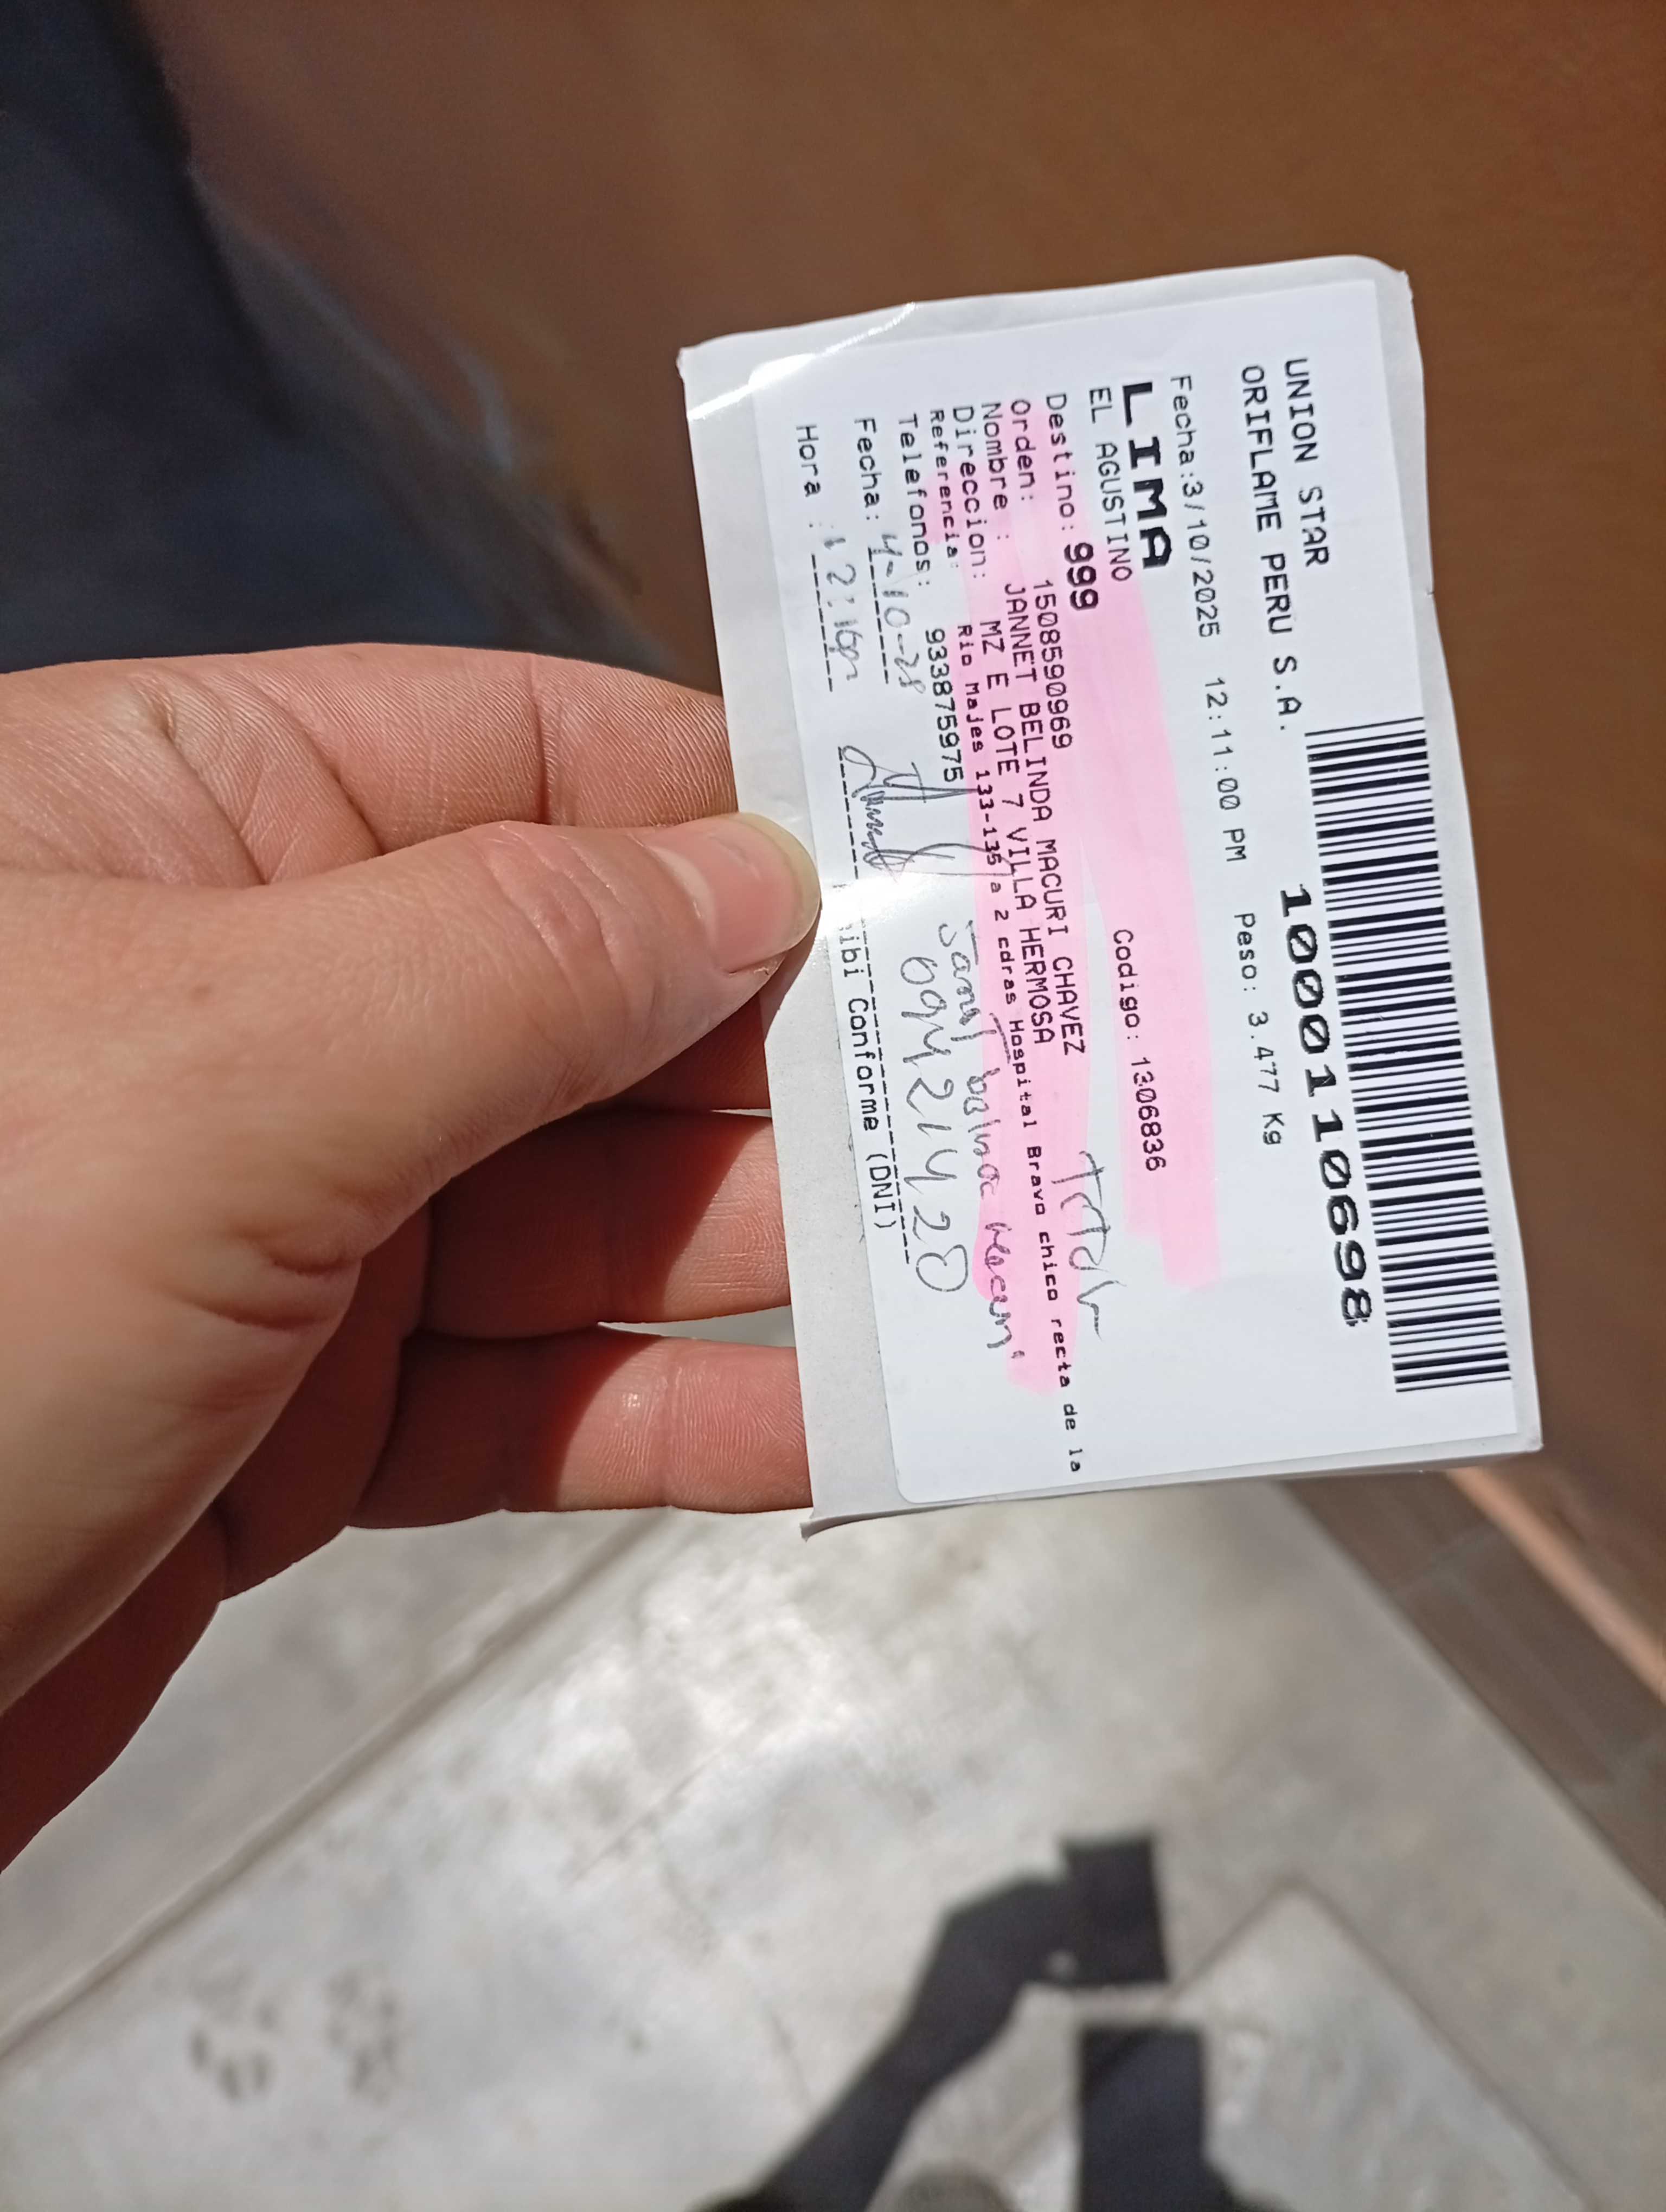 UNION STAR
ORIFLAME PERU S.A.
1000110698
Fecha:3/10/2025 12:11:00 PM Peso: 3.477 Kg
LIMA
EL AGUSTINO
Codigo: 1306836
Destino: 999
Orden: 1508590969
Nombre : JANNET BELINDA MACURI CHAVEZ
Direccion: MZ E LOTE 7 VILLA HERMOSA
Referencia: Rio Majes 133-135 a 2 cdras Hospital Bravo chico recta de la
Telefonos: 933875975
Fecha: 4-10-25
09421420
Hora : 12:16pm
ibi Conforme (DNI)